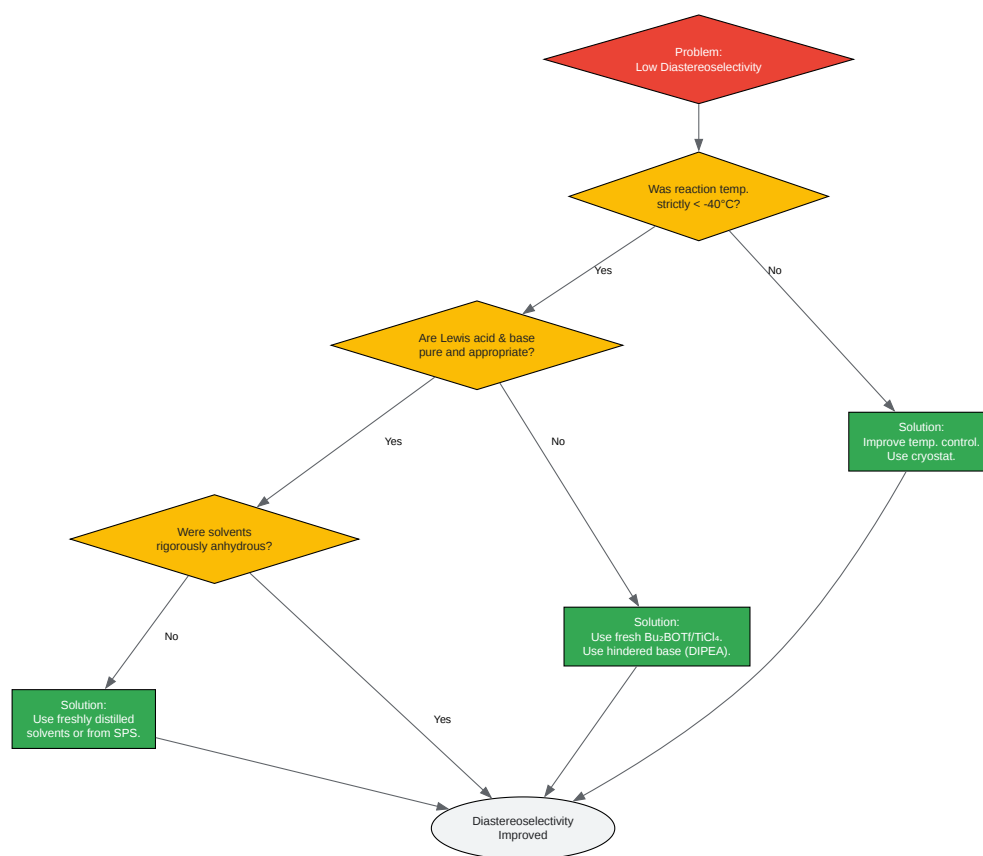 Problem:
Low Diastereoselectivity
Was reaction temp.
strictly < -40°C?
Yes
No
Are Lewis acid & base
pure and appropriate?
Yes
No
Solution:
Improve temp. control.
Use cryostat.
Were solvents
rigorously anhydrous?
No
Yes
Solution:
Use fresh Bu₂BOTf/TiCl₄.
Use hindered base (DIPEA).
Solution:
Use freshly distilled
solvents or from SPS.
Diastereoselectivity
Improved